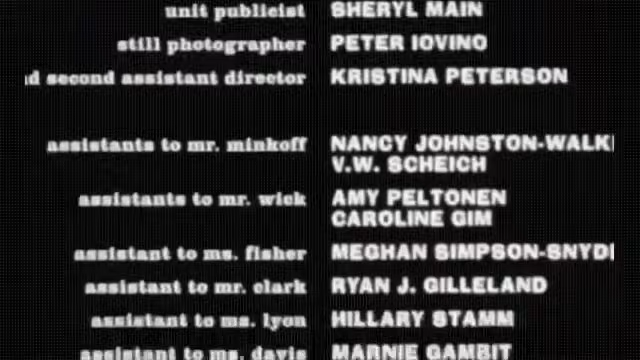 unit publicist SHERYL MAIN
still photographer PETER IOVINO
second assistant director KRISTINA PETERSON
assistants to mr. minkoff NANCY JOHNSTON-WALK
V.W. SCHEICH
assistants to mr. wick AMY PELTONEN
CAROLINE GIM
assistant to ms. fisher MEGHAN SIMPSON-SNYD
assistant to mr. clark RYAN J. GILLELAND
assistant to ms. lyon HILLARY STAMM
assistant to ms. davis MARNIE GAMBIT